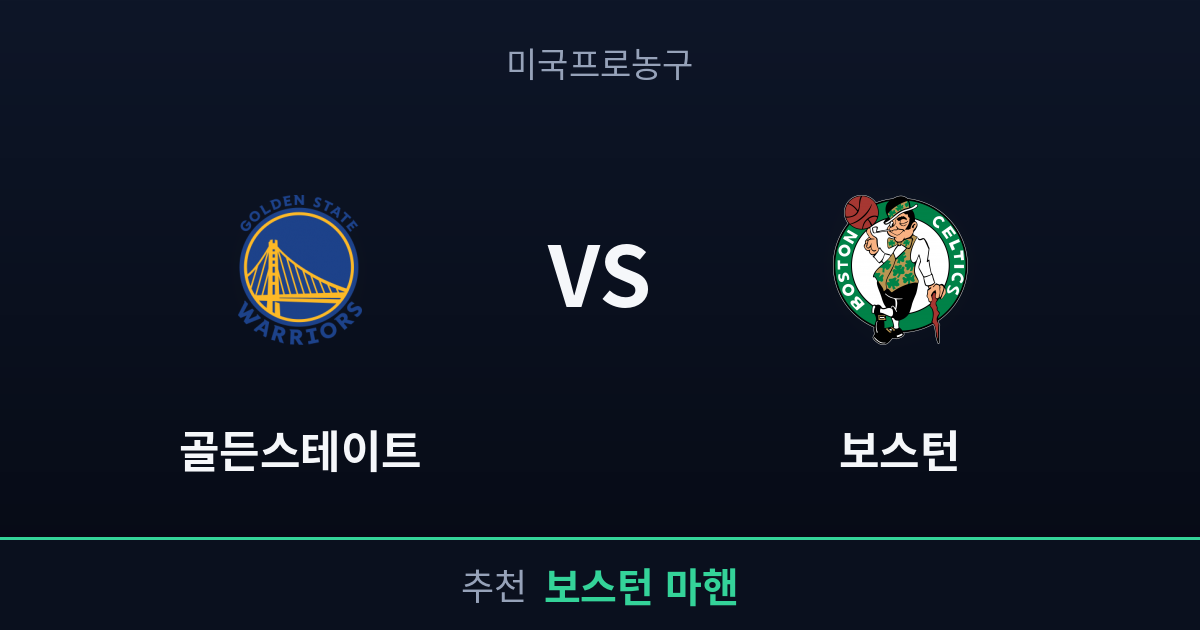 미국프로농구
GOLDEN STATE
WARRIORS
VS
BOSTON
CELTICS
골든스테이트
보스턴
추천 보스턴 마핸